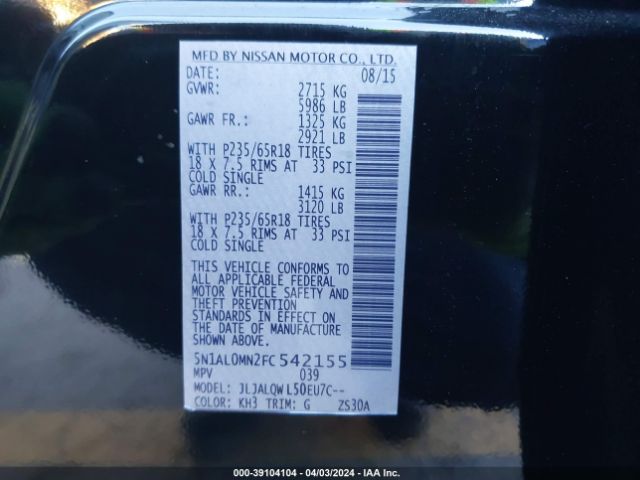 MFD BY NISSAN MOTOR CO., LTD.
DATE: 08/15
GVWR: 2715 KG
5986 LB
GAWR FR.: 1325 KG
2921 LB
WITH P235/65R18 TIRES
18 X 7.5 RIMS AT 33 PSI
COLD SINGLE
GAWR RR.: 1415 KG
3120 LB
WITH P235/65R18 TIRES
18 X 7.5 RIMS AT 33 PSI
COLD SINGLE
THIS VEHICLE CONFORMS TO
ALL APPLICABLE FEDERAL
MOTOR VEHICLE SAFETY AND
THEFT PREVENTION
STANDARDS IN EFFECT ON
THE DATE OF MANUFACTURE
SHOWN ABOVE.
5N1AL0MN2FC542155
MPV 039
MODEL: JLJALQWL50EU7C--
COLOR: KH3 TRIM: G ZS30A
000-39104104 - 04/03/2024 - IAA Inc.